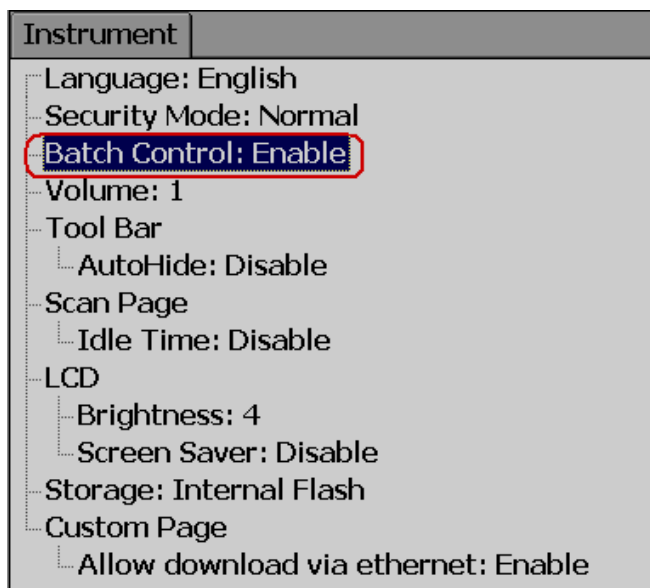 Instrument
Language: English
Security Mode: Normal
Batch Control: Enable
Volume: 1
Tool Bar
AutoHide: Disable
Scan Page
Idle Time: Disable
LCD
Brightness: 4
Screen Saver: Disable
Storage: Internal Flash
Custom Page
Allow download via ethernet: Enable